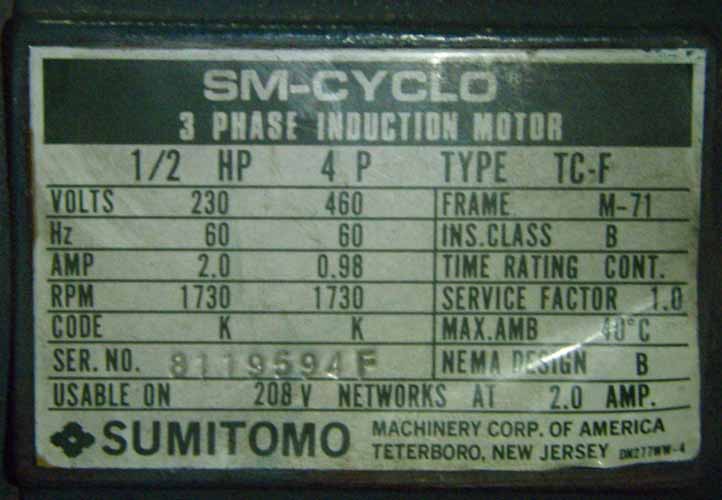 SM-CYCLO®
3 PHASE INDUCTION MOTOR
1/2 HP 4 P TYPE TC-F
VOLTS 230 460 FRAME M-71
Hz 60 60 INS.CLASS B
AMP 2.0 0.98 TIME RATING CONT.
RPM 1730 1730 SERVICE FACTOR 1.0
CODE K K MAX.AMB 40°C
SER. NO. 8119594F NEMA DESIGN B
USABLE ON 208 V NETWORKS AT 2.0 AMP.
SUMITOMO MACHINERY CORP. OF AMERICA
TETERBORO, NEW JERSEY DN277WW-4